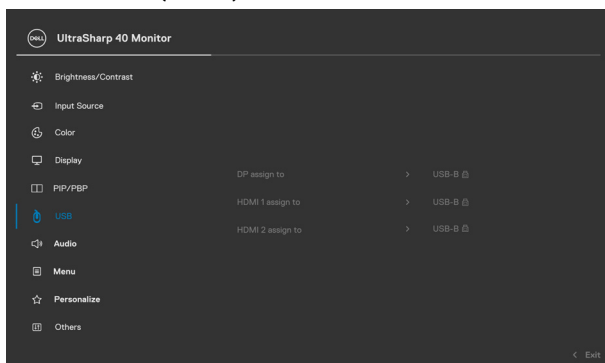 DELL UltraSharp 40 Monitor
Brightness/Contrast
Input Source
Color
Display
PIP/PBP
USB
Audio
Menu
Personalize
Others
DP assign to > USB-B
HDMI 1 assign to > USB-B
HDMI 2 assign to > USB-B
< Exit